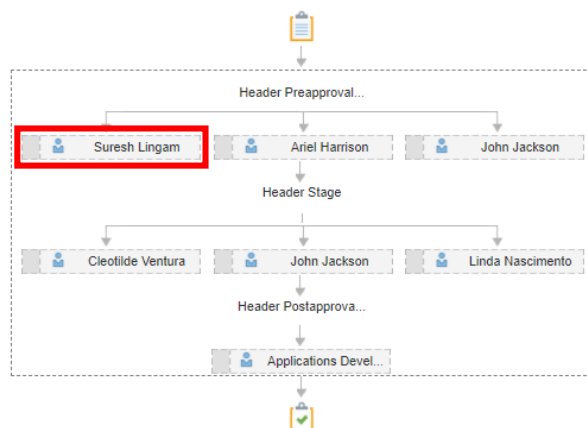 Header Preapproval...
Suresh Lingam
Ariel Harrison
John Jackson
Header Stage
Cleotilde Ventura
John Jackson
Linda Nascimento
Header Postapprova...
Applications Devel...